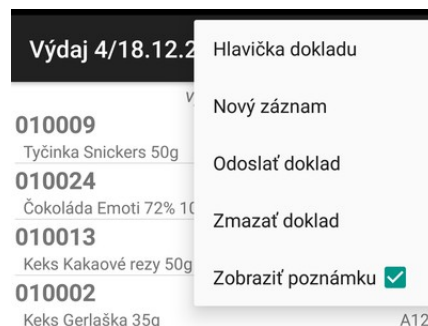 Výdaj 4/18.12.2
010009
Tyčinka Snickers 50g
010024
Čokoláda Emoti 72% 10
010013
Keks Kakaové rezy 50g
010002
Keks Gerlaška 35g
A12
Hlavička dokladu
Nový záznam
Odoslať doklad
Zmazať doklad
Zobraziť poznámku